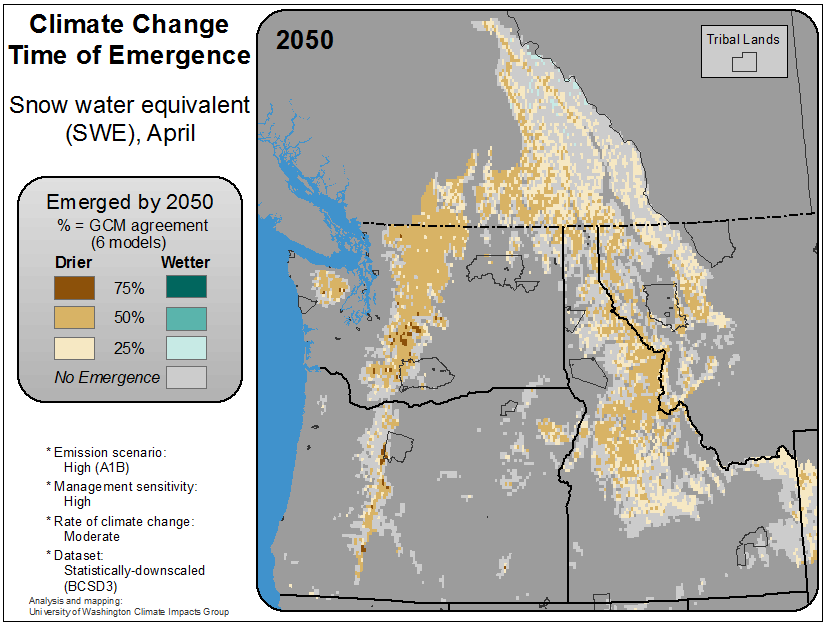 Climate Change
Time of Emergence
Snow water equivalent
(SWE), April
Emerged by 2050
% = GCM agreement
(6 models)
Drier Wetter
75%
50%
25%
No Emergence
* Emission scenario:
High (A1B)
* Management sensitivity:
High
* Rate of climate change:
Moderate
* Dataset:
Statistically-downscaled
(BCSD3)
Analysis and mapping:
University of Washington Climate Impacts Group
2050
Tribal Lands